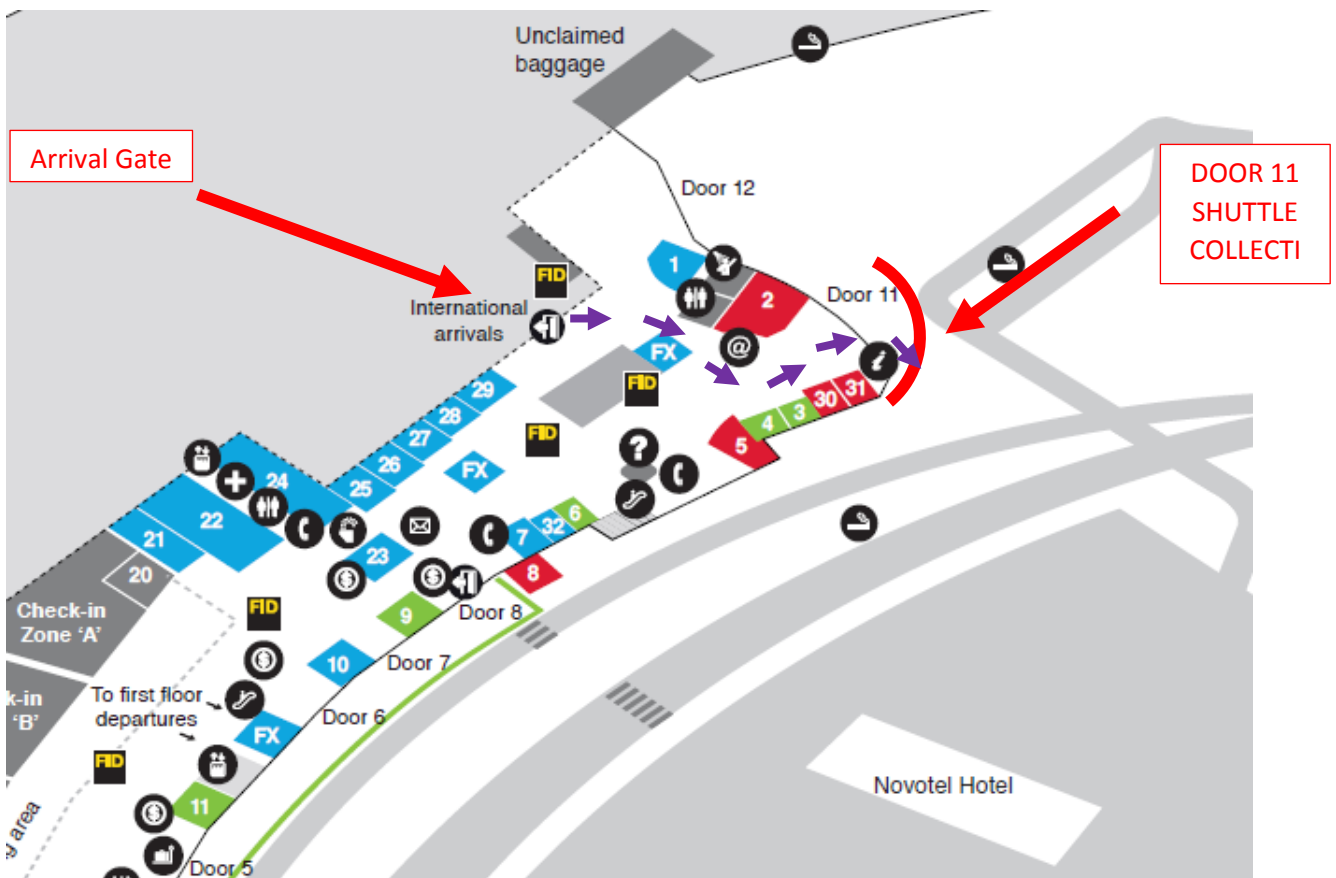 Unclaimed
baggage
Arrival Gate
DOOR 11
SHUTTLE
COLLECTI
Door 12
1
FID
2
Door 11
International
arrivals
@
FX
i
FID
29
31
30
28
3
4
27
FID
5
26
?
FX
24
25
6
22
32
7
21
23
20
8
Check-in
Zone ‘A’
FID
9
Door 8
10
Door 7
k-in
‘B’
To first floor
departures
Door 6
FX
FID
Novotel Hotel
11
g area
Door 5